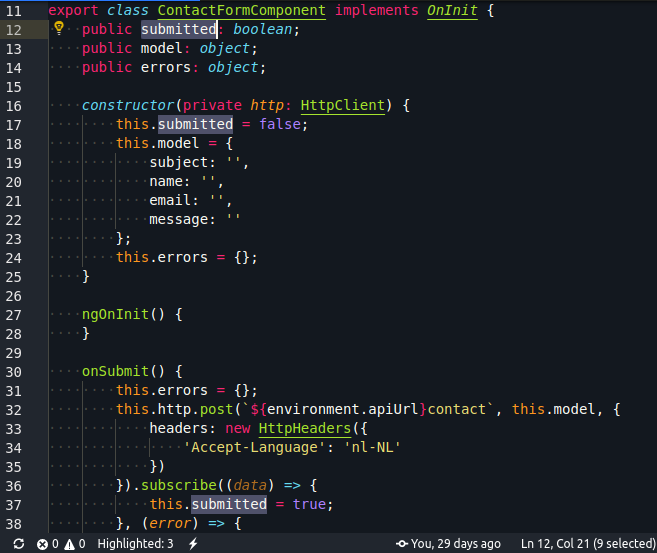 11 export class ContactFormComponent implements OnInit {
12     public submitted: boolean;
13     public model: object;
14     public errors: object;
15
16     constructor(private http: HttpClient) {
17         this.submitted = false;
18         this.model = {
19             subject: '',
20             name: '',
21             email: '',
22             message: ''
23         };
24         this.errors = {};
25     }
26
27     ngOnInit() {
28     }
29
30     onSubmit() {
31         this.errors = {};
32         this.http.post(`${environment.apiUrl}contact`, this.model, {
33             headers: new HttpHeaders({
34                 'Accept-Language': 'nl-NL'
35             })
36         }).subscribe((data) => {
37             this.submitted = true;
38         }, (error) => {
0 0 Highlighted: 3 You, 29 days ago Ln 12, Col 21 (9 selected)